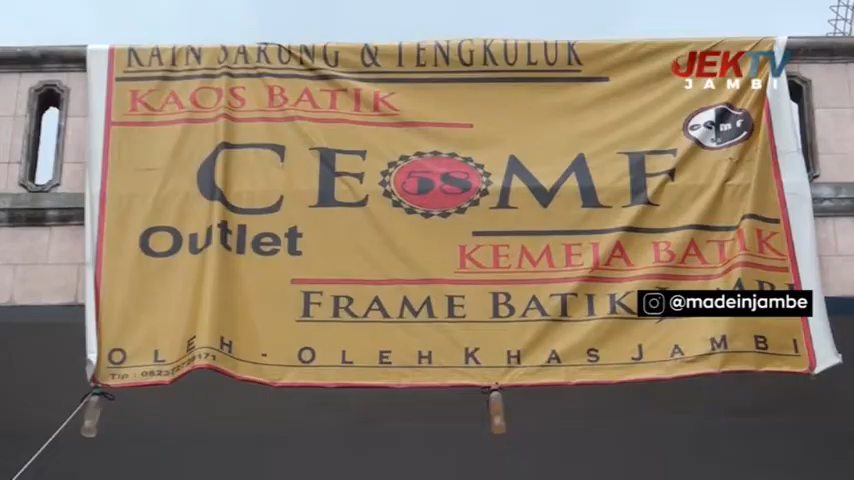 KAIN SARUNG & TENGKULUK
JEKTV
JAMBI
KAOS BATIK
CEMF
CE 58 MF
Outlet
KEMEJA BATIK
FRAME BATIK
@madeinjambe
OLEH - OLEH KHAS JAMBI